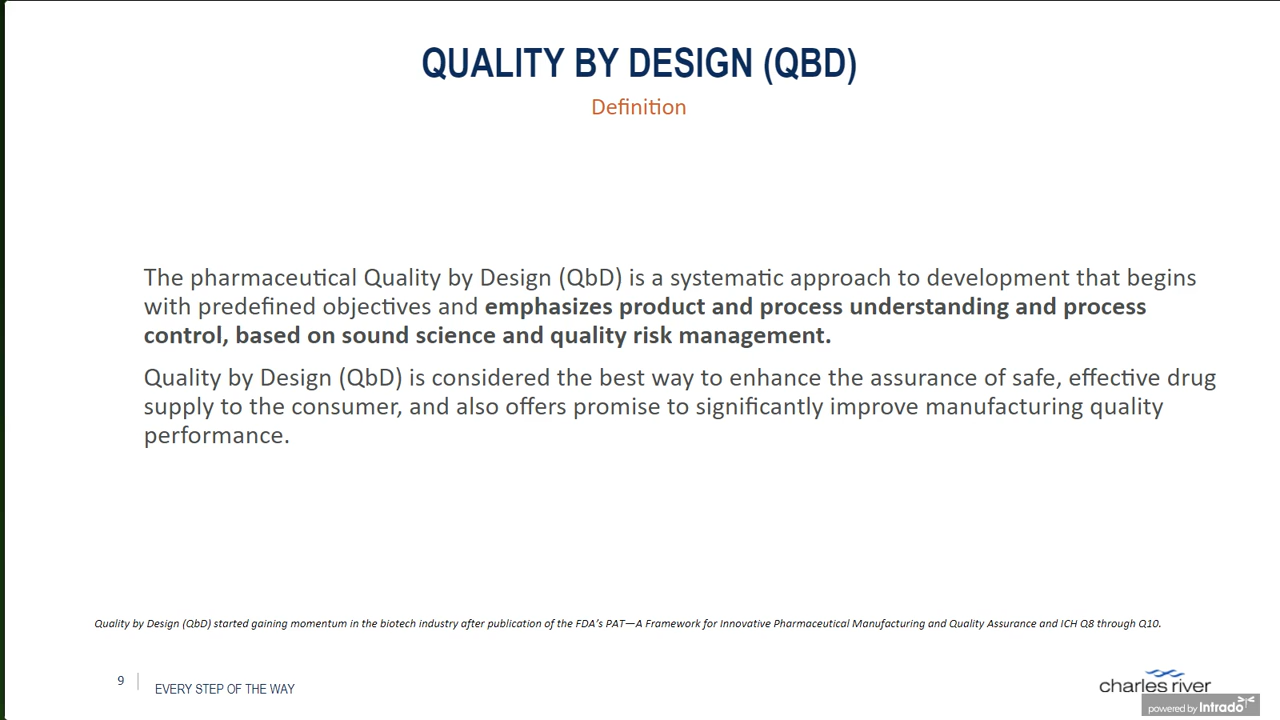 QUALITY BY DESIGN (QBD)
Definition
The pharmaceutical Quality by Design (QbD) is a systematic approach to development that begins
with predefined objectives and emphasizes product and process understanding and process
control, based on sound science and quality risk management.
Quality by Design (QbD) is considered the best way to enhance the assurance of safe, effective drug
supply to the consumer, and also offers promise to significantly improve manufacturing quality
performance.
Quality by Design (QbD) started gaining momentum in the biotech industry after publication of the FDA's PAT—A Framework for Innovative Pharmaceutical Manufacturing and Quality Assurance and ICH Q8 through Q10.
9
EVERY STEP OF THE WAY
charles river
powered by Intrado